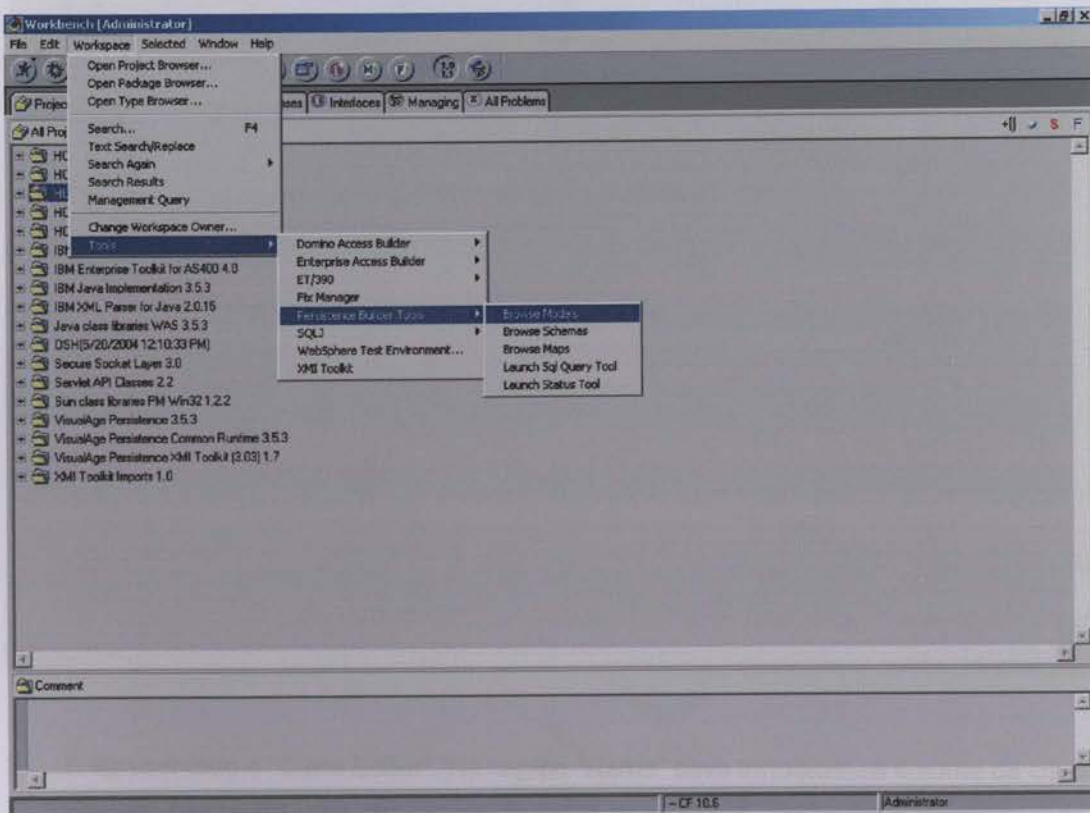 Workbench [Administrator]
File Edit Workspace Selected Window Help
Open Project Browser...
Open Package Browser...
Open Type Browser...
Search... F4
Text Search/Replace
Search Again
Search Results
Management Query
Change Workspace Owner...
Tools
Interfaces Managing All Problems
S F
Domino Access Builder
Enterprise Access Builder
ET/390
Fix Manager
Persistence Builder Tools
SQLJ
WebSphere Test Environment...
XMI Toolkit
Browse Models
Browse Schemas
Browse Maps
Launch Sql Query Tool
Launch Status Tool
IBM Enterprise Toolkit for AS400 4.0
IBM Java Implementation 3.5.3
IBM XML Parser for Java 2.0.15
Java class libraries WAS 3.5.3
OSH(5/20/2004 12:10:33 PM)
Secure Socket Layer 3.0
Servlet API Classes 2.2
Sun class libraries PM Win32 1.2.2
VisualAge Persistence 3.5.3
VisualAge Persistence Common Runtime 3.5.3
VisualAge Persistence XMI Toolkit (3.03) 1.7
XMI Toolkit Imports 1.0
Comment
Administrator